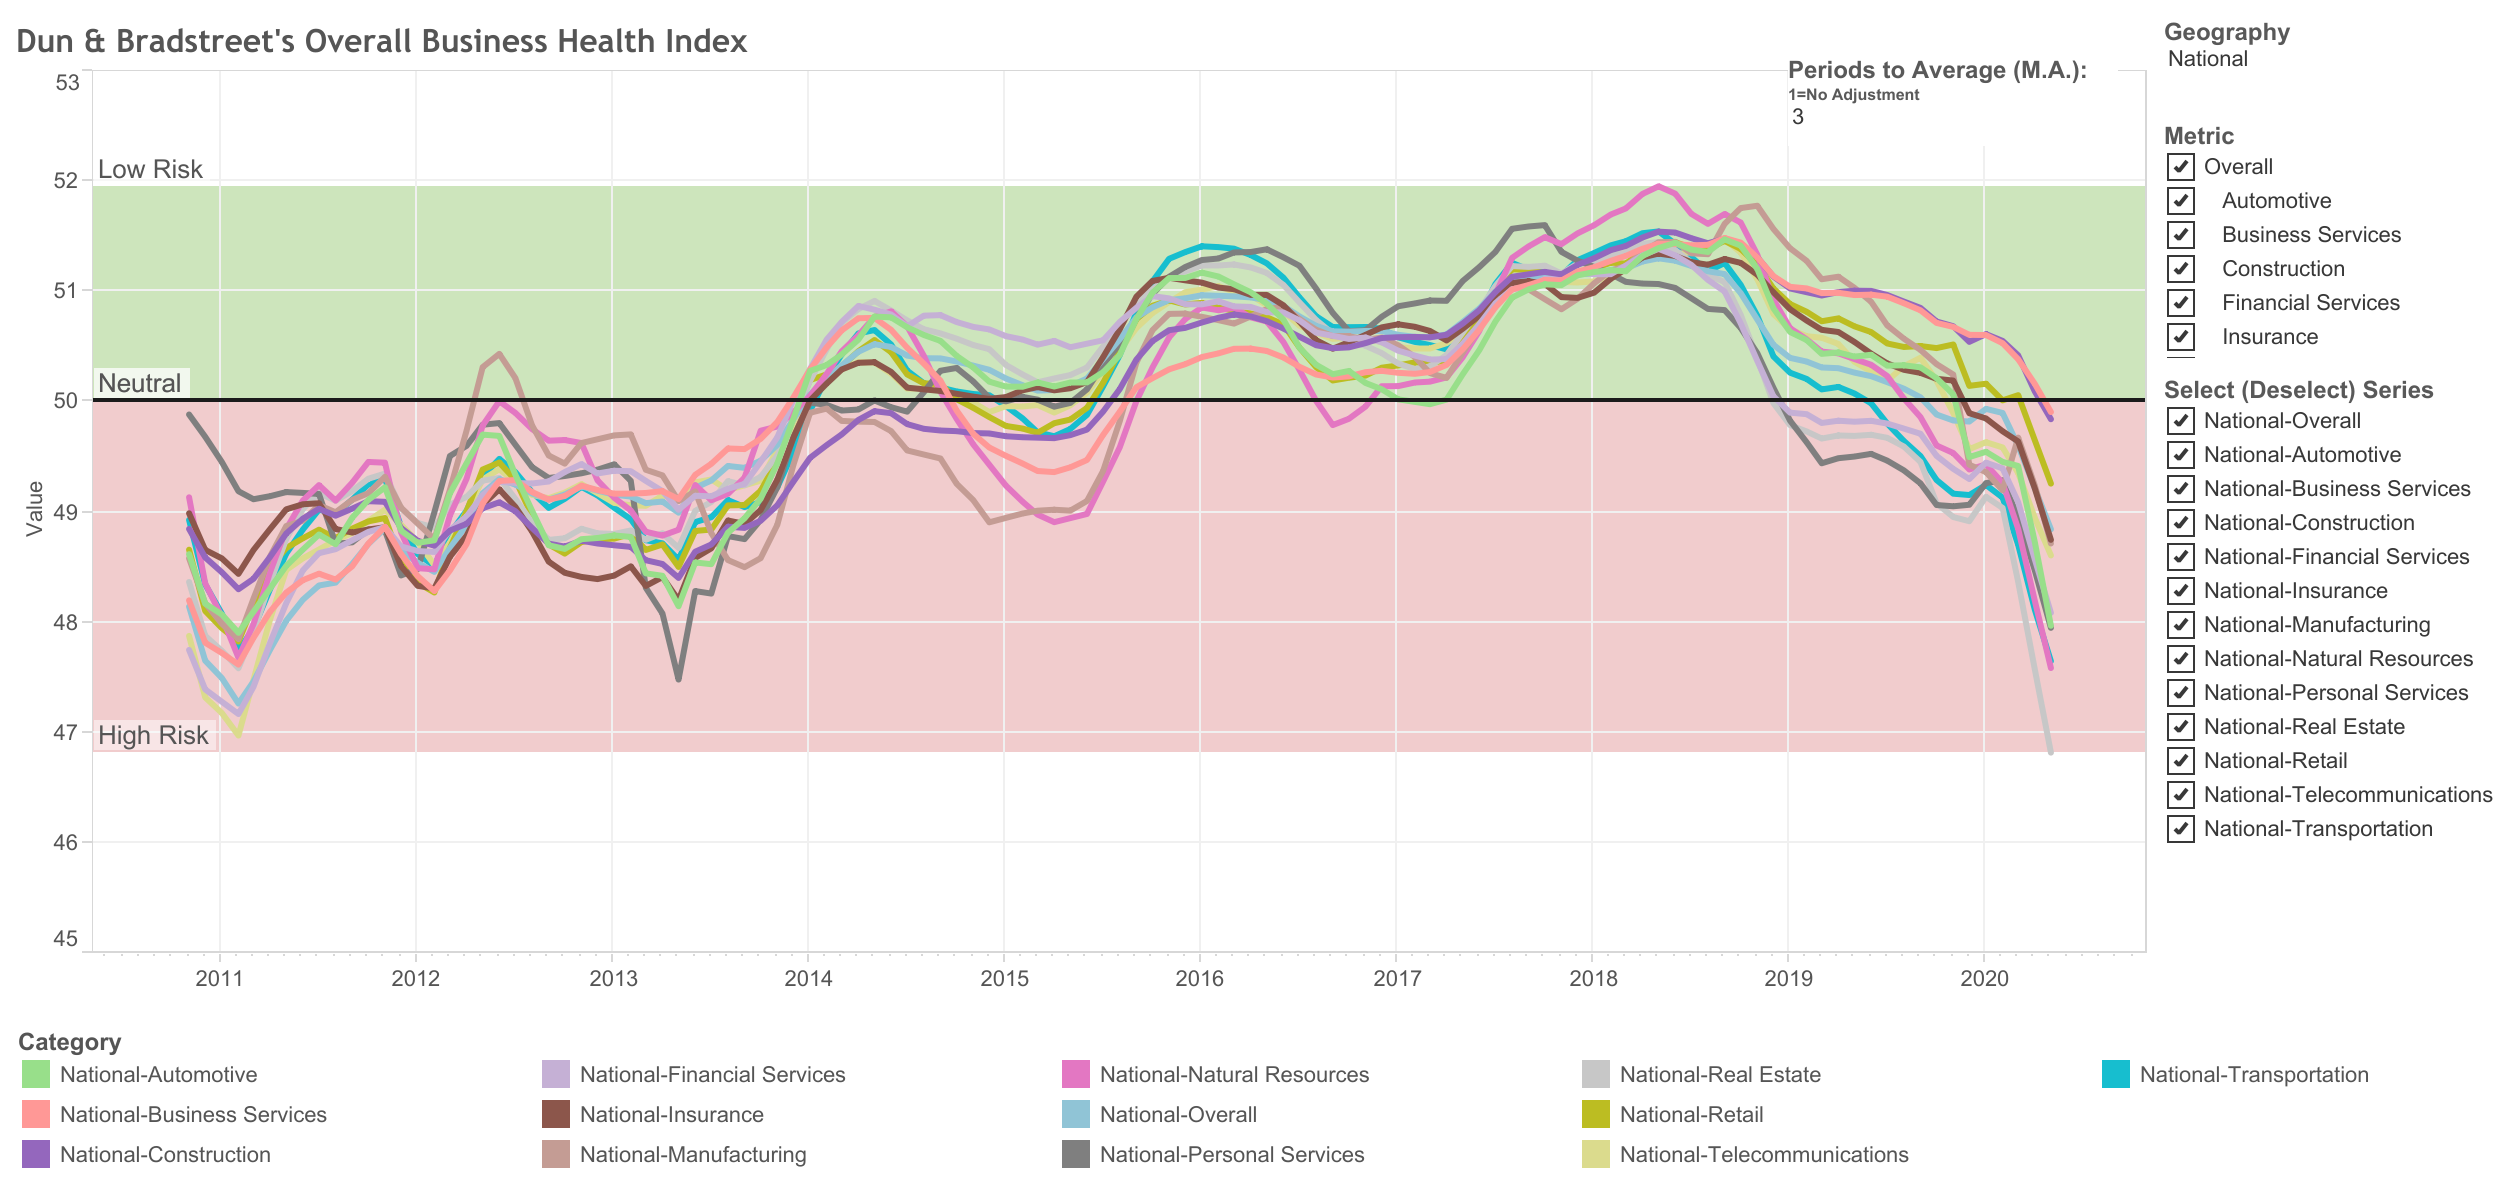 Dun & Bradstreet's Overall Business Health Index
Periods to Average (M.A.):
1=No Adjustment
3
53
52
51
50
49
48
47
46
45
Value
Low Risk
Neutral
High Risk
2011
2012
2013
2014
2015
2016
2017
2018
2019
2020
Geography
National
Metric
Overall
Automotive
Business Services
Construction
Financial Services
Insurance
Select (Deselect) Series
National-Overall
National-Automotive
National-Business Services
National-Construction
National-Financial Services
National-Insurance
National-Manufacturing
National-Natural Resources
National-Personal Services
National-Real Estate
National-Retail
National-Telecommunications
National-Transportation
Category
National-Automotive
National-Business Services
National-Construction
National-Financial Services
National-Insurance
National-Manufacturing
National-Natural Resources
National-Overall
National-Personal Services
National-Real Estate
National-Retail
National-Telecommunications
National-Transportation